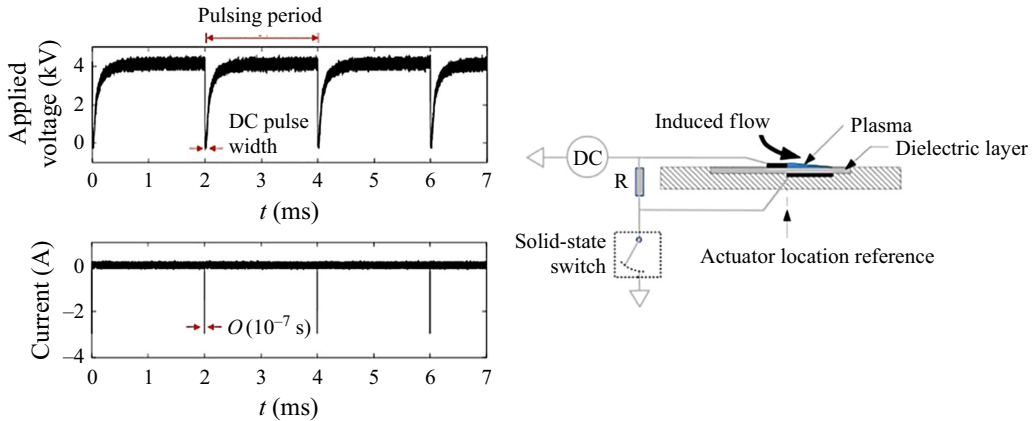 Pulsing period
Applied
voltage (kV)
4
2
0
DC pulse
width
0 1 2 3 4 5 6 7
t (ms)
Current (A)
0
–2
–4
O (10–7 s)
0 1 2 3 4 5 6 7
t (ms)
Induced flow
Plasma
Dielectric layer
DC
R
Solid-state
switch
Actuator location reference